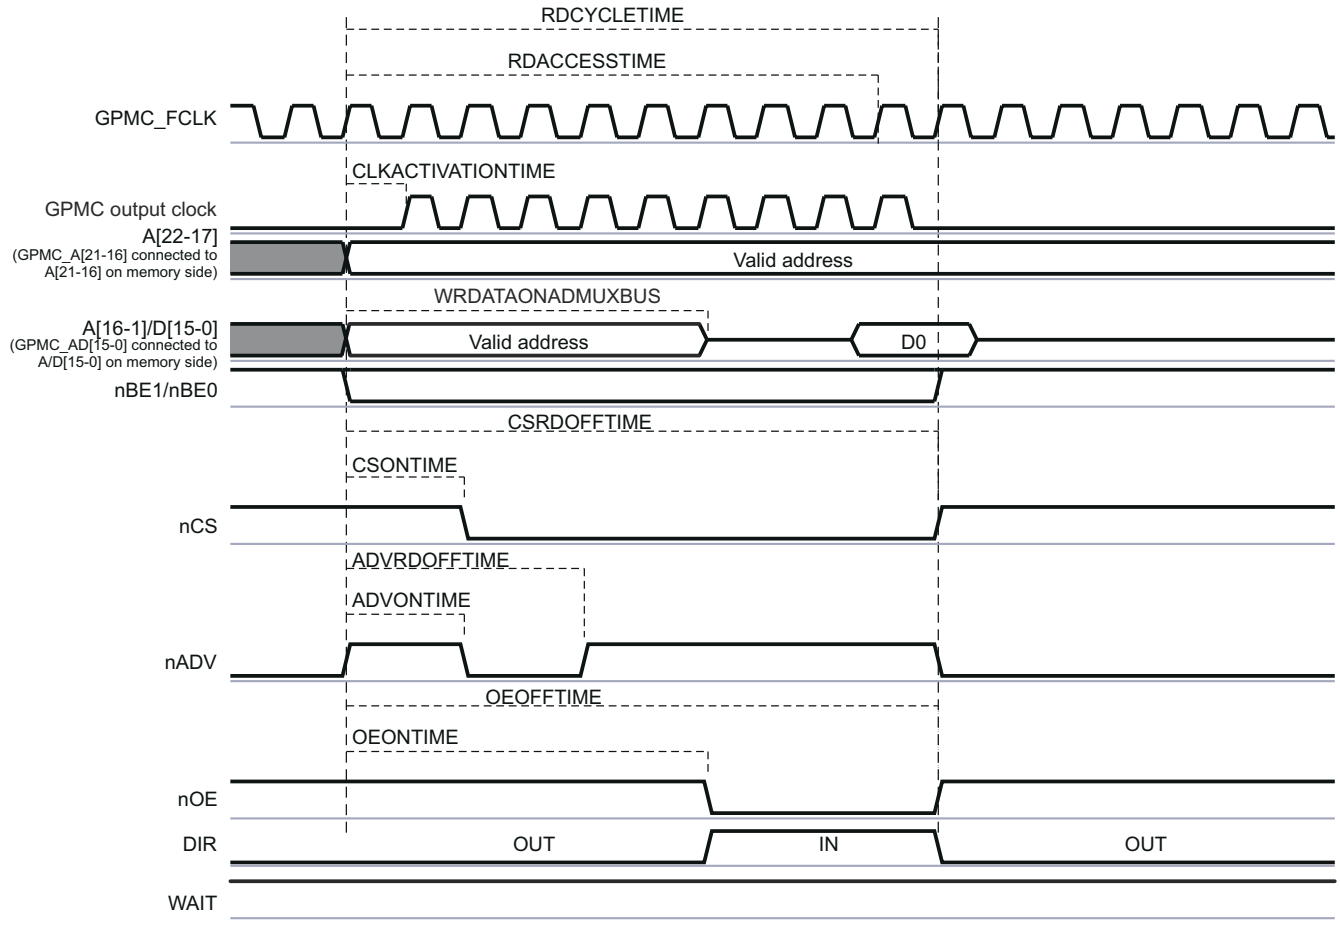 RDCYCLETIME
RDACCESSTIME
GPMC_FCLK
CLKACTIVATIONTIME
GPMC output clock
A[22-17]
(GPMC_A[21-16] connected to
A[21-16] on memory side)
Valid address
WRDATAONADMUXBUS
A[16-1]/D[15-0]
(GPMC_AD[15-0] connected to
A/D[15-0] on memory side)
Valid address
D0
nBE1/nBE0
CSRDOFFTIME
CSONTIME
nCS
ADVRDOFFTIME
ADVONTIME
nADV
OEOFFTIME
OEONTIME
nOE
DIR
OUT
IN
OUT
WAIT